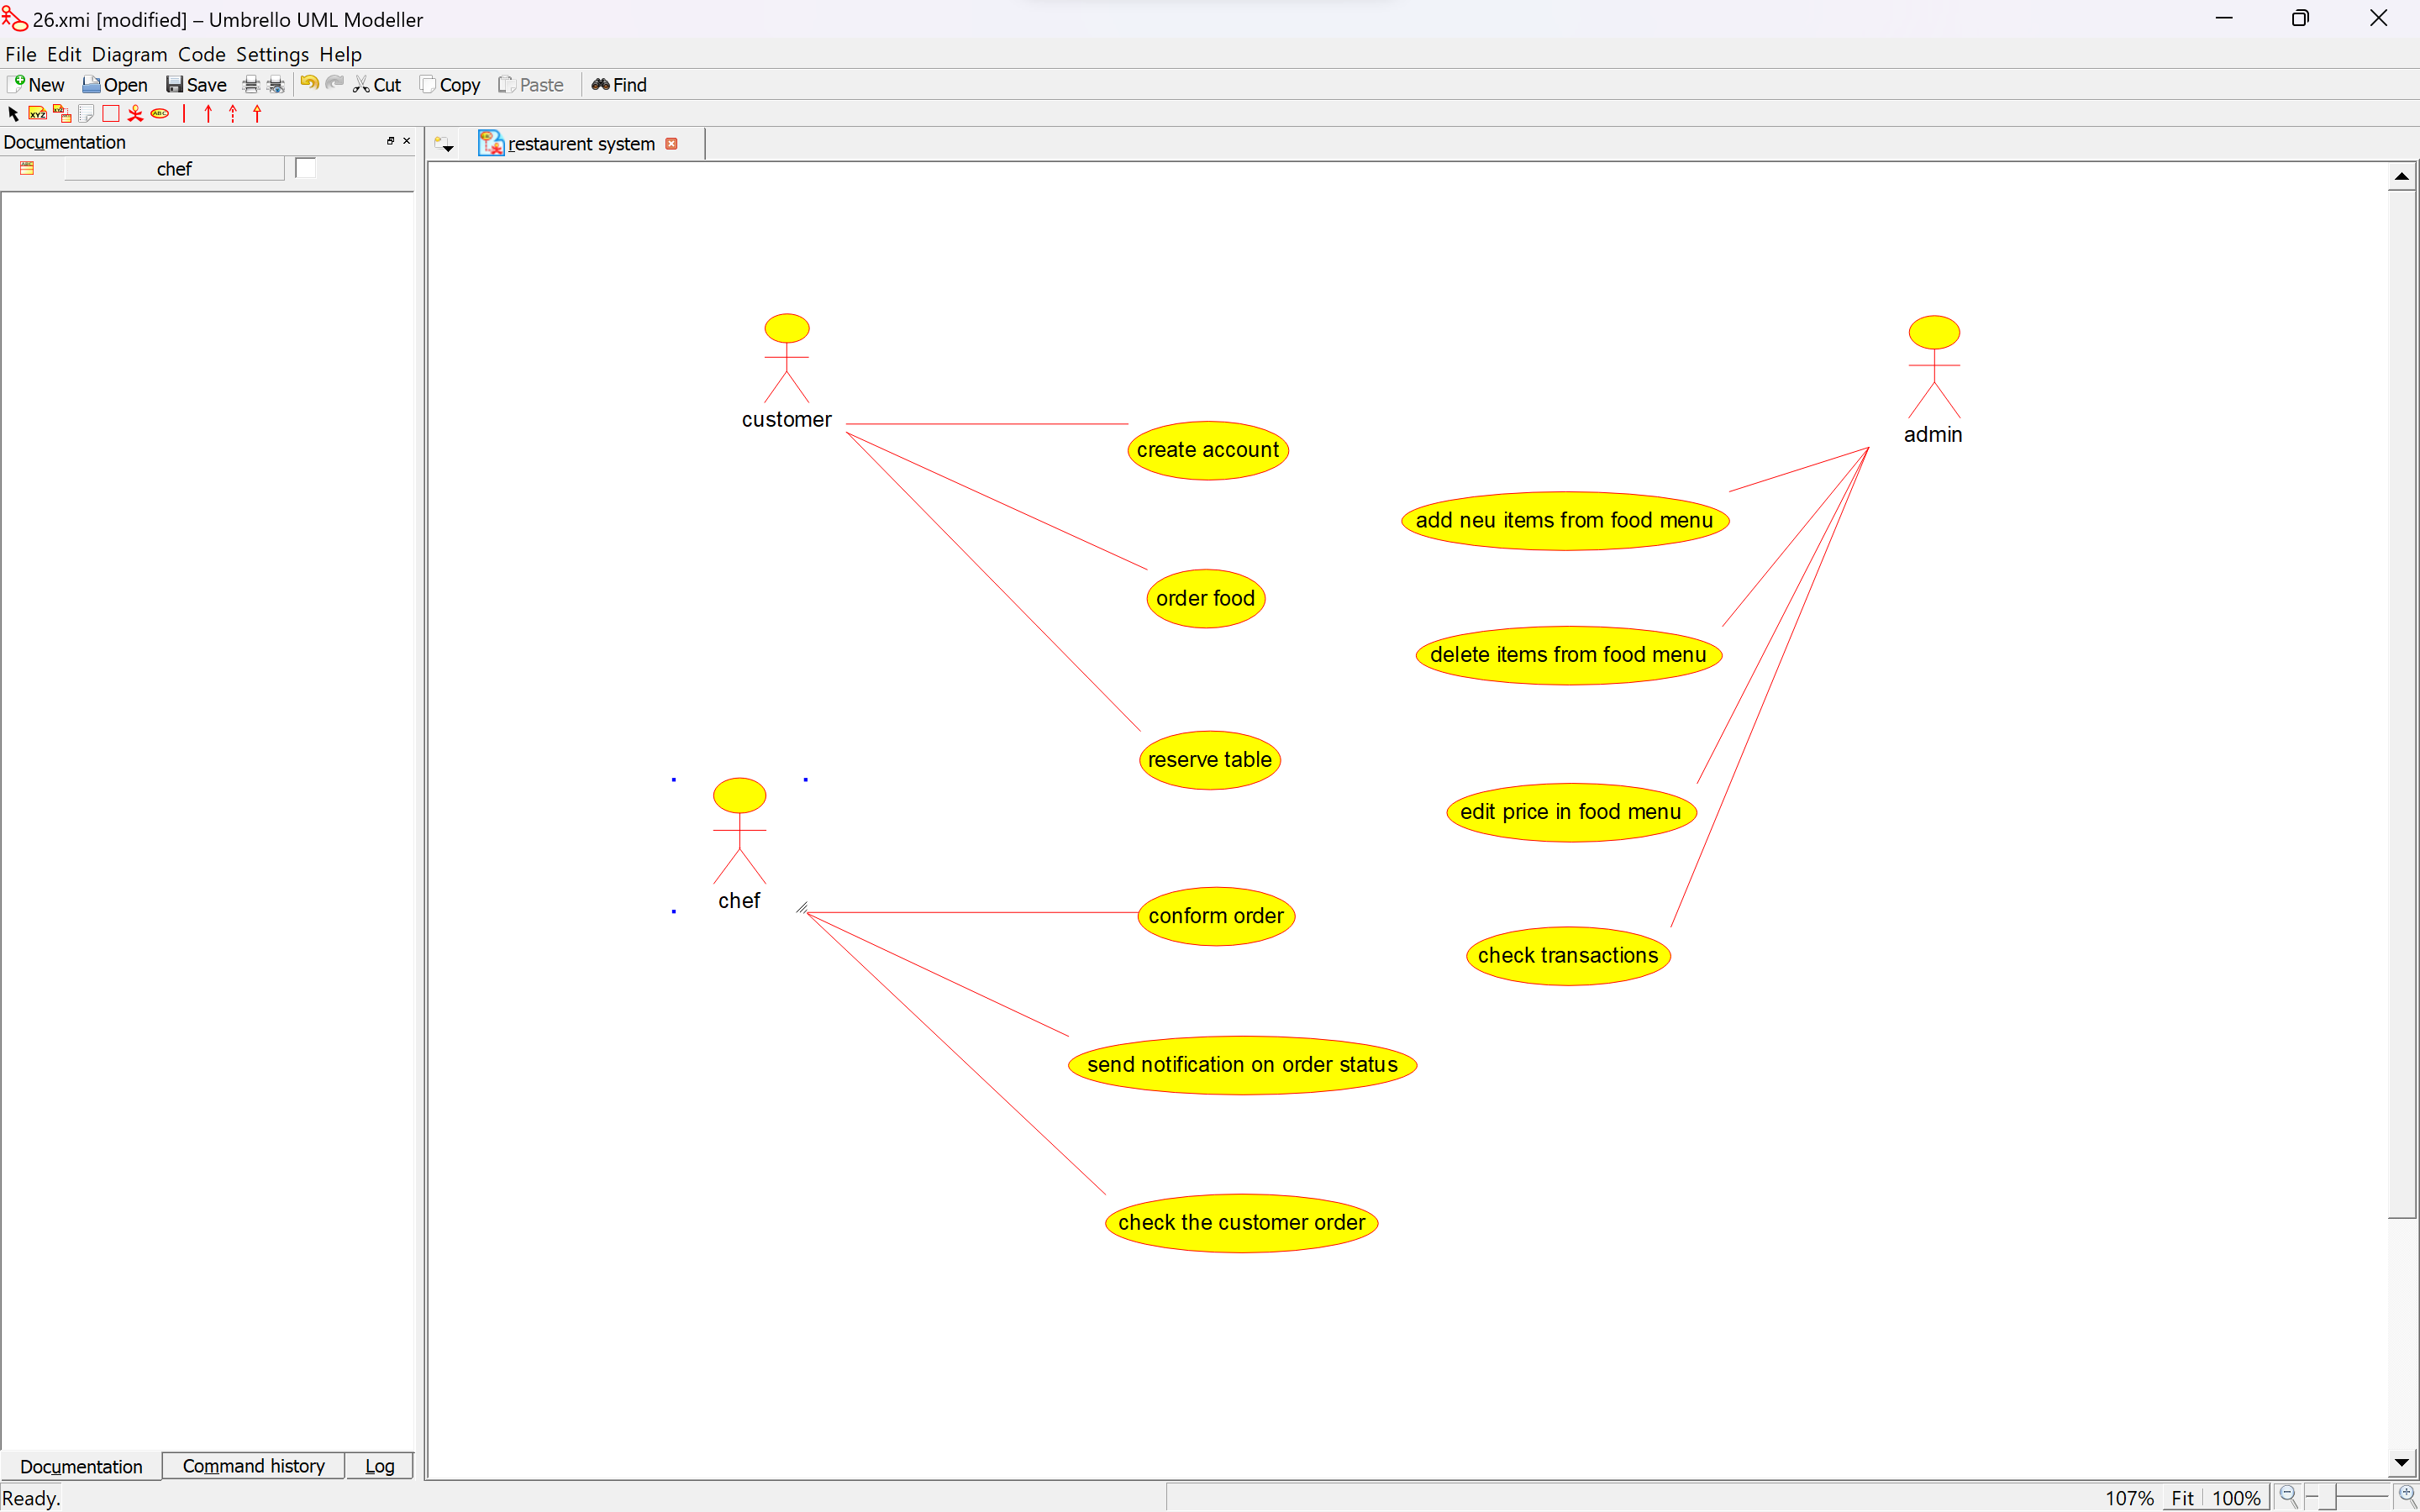 26.xmi [modified] – Umbrello UML Modeller
File Edit Diagram Code Settings Help
New Open Save Cut Copy Paste Find
XYZ ABC
Documentation
chef
restaurent system
customer
admin
create account
add neu items from food menu
order food
delete items from food menu
reserve table
edit price in food menu
chef
conform order
check transactions
send notification on order status
check the customer order
Documentation Command history Log
Ready.
107% Fit 100%